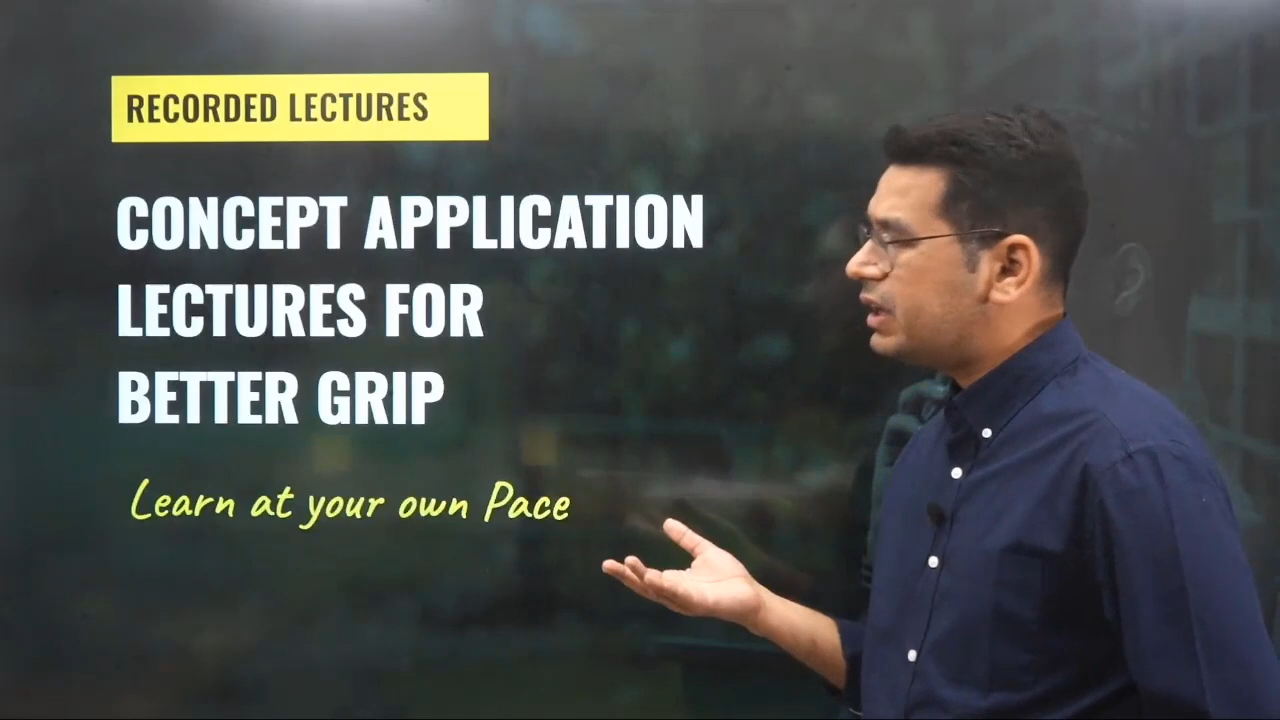 RECORDED LECTURES
CONCEPT APPLICATION
LECTURES FOR
BETTER GRIP
Learn at your own Pace